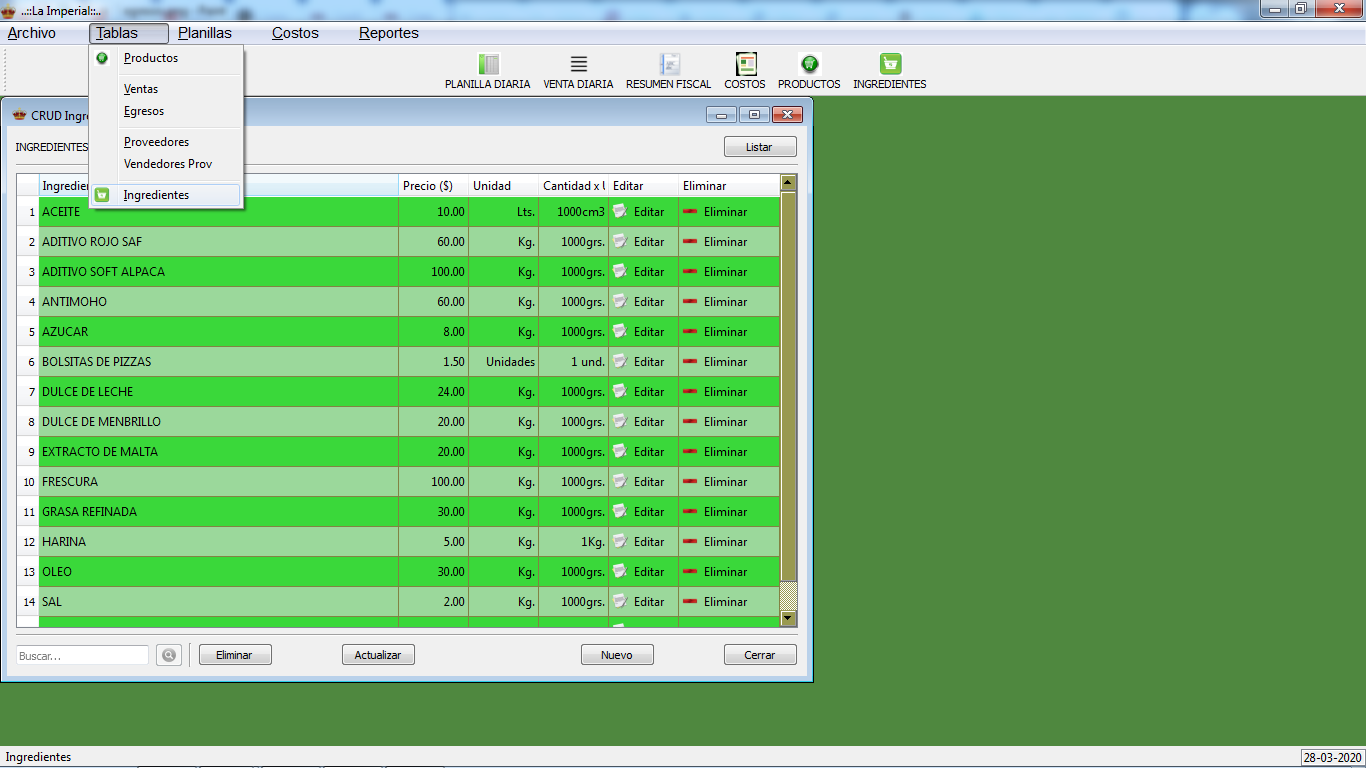 ..::La Imperial::..
Archivo Tablas Planillas Costos Reportes
Productos
Ventas
Egresos
Proveedores
Vendedores Prov
Ingredientes
PLANILLA DIARIA VENTA DIARIA RESUMEN FISCAL COSTOS PRODUCTOS INGREDIENTES
CRUD Ingre
INGREDIENTES Listar
Ingredien Precio ($) Unidad Cantidad x U Editar Eliminar
1 ACEITE 10.00 Lts. 1000cm3 Editar Eliminar
2 ADITIVO ROJO SAF 60.00 Kg. 1000grs. Editar Eliminar
3 ADITIVO SOFT ALPACA 100.00 Kg. 1000grs. Editar Eliminar
4 ANTIMOHO 60.00 Kg. 1000grs. Editar Eliminar
5 AZUCAR 8.00 Kg. 1000grs. Editar Eliminar
6 BOLSITAS DE PIZZAS 1.50 Unidades 1 und. Editar Eliminar
7 DULCE DE LECHE 24.00 Kg. 1000grs. Editar Eliminar
8 DULCE DE MENBRILLO 20.00 Kg. 1000grs. Editar Eliminar
9 EXTRACTO DE MALTA 20.00 Kg. 1000grs. Editar Eliminar
10 FRESCURA 100.00 Kg. 1000grs. Editar Eliminar
11 GRASA REFINADA 30.00 Kg. 1000grs. Editar Eliminar
12 HARINA 5.00 Kg. 1Kg. Editar Eliminar
13 OLEO 30.00 Kg. 1000grs. Editar Eliminar
14 SAL 2.00 Kg. 1000grs. Editar Eliminar
Buscar... Eliminar Actualizar Nuevo Cerrar
Ingredientes 28-03-2020